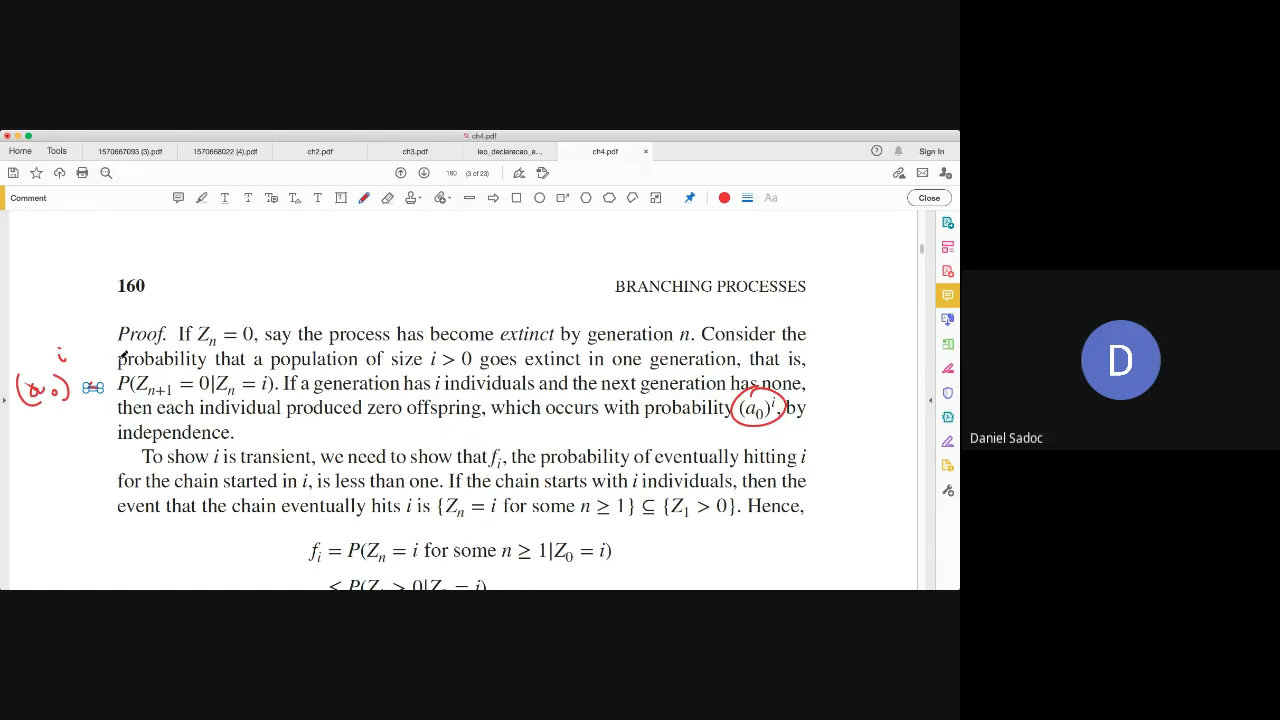 ch4.pdf
Home Tools 1570667093 (3).pdf 1570668022 (4).pdf ch2.pdf ch3.pdf leo_declaracao_e... ch4.pdf × Sign In
160 (3 of 23)
Comment Aa Close
160 BRANCHING PROCESSES
Proof. If Zₙ = 0, say the process has become extinct by generation n. Consider the
probability that a population of size i > 0 goes extinct in one generation, that is,
P(Zₙ₊₁ = 0|Zₙ = i). If a generation has i individuals and the next generation has none,
then each individual produced zero offspring, which occurs with probability (a₀)ⁱ, by
independence.
To show i is transient, we need to show that fᵢ, the probability of eventually hitting i
for the chain started in i, is less than one. If the chain starts with i individuals, then the
event that the chain eventually hits i is {Zₙ = i for some n ≥ 1} ⊆ {Z₁ > 0}. Hence,
fᵢ = P(Zₙ = i for some n ≥ 1|Z₀ = i)
i
D
Daniel Sadoc